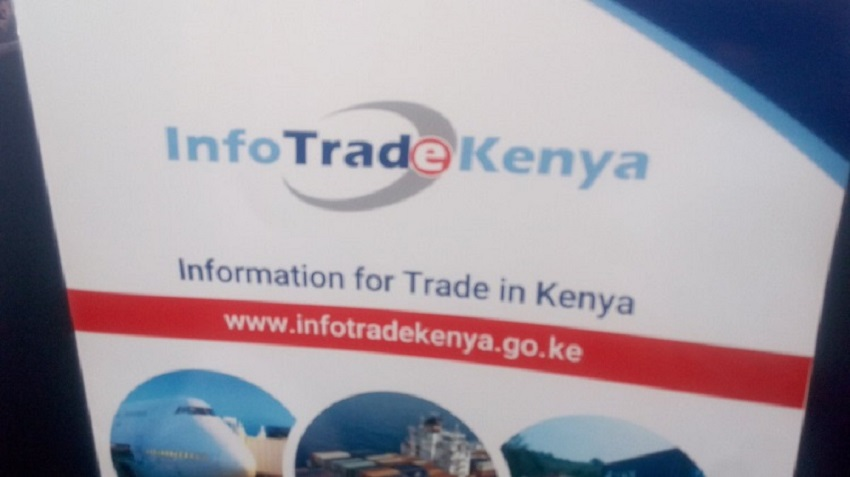 InfoTradeKenya
Information for Trade in Kenya
www.infotradekenya.go.ke